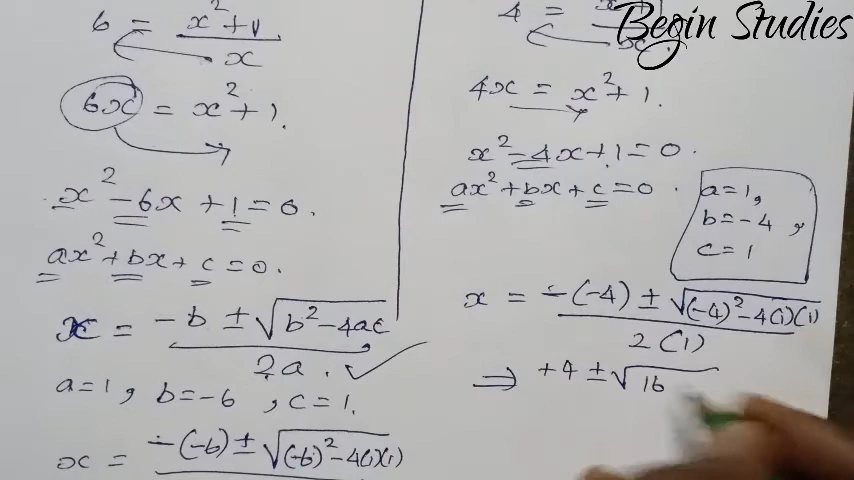 6 = x²+1 / x
6x = x²+1.
x²-6x+1=0.
ax²+bx+c=0.
x = -b ± √b²-4ac / 2a.
a=1, b=-6, c=1.
x = -(-6) ± √(-6)²-4(1)(1)
Begin Studies
4 =
x
4x = x²+1.
x²-4x+1=0.
ax²+bx+c=0.
a=1,
b=-4,
c=1
x = -(-4) ± √(-4)²-4(1)(1) / 2(1)
⇒ +4 ± √16